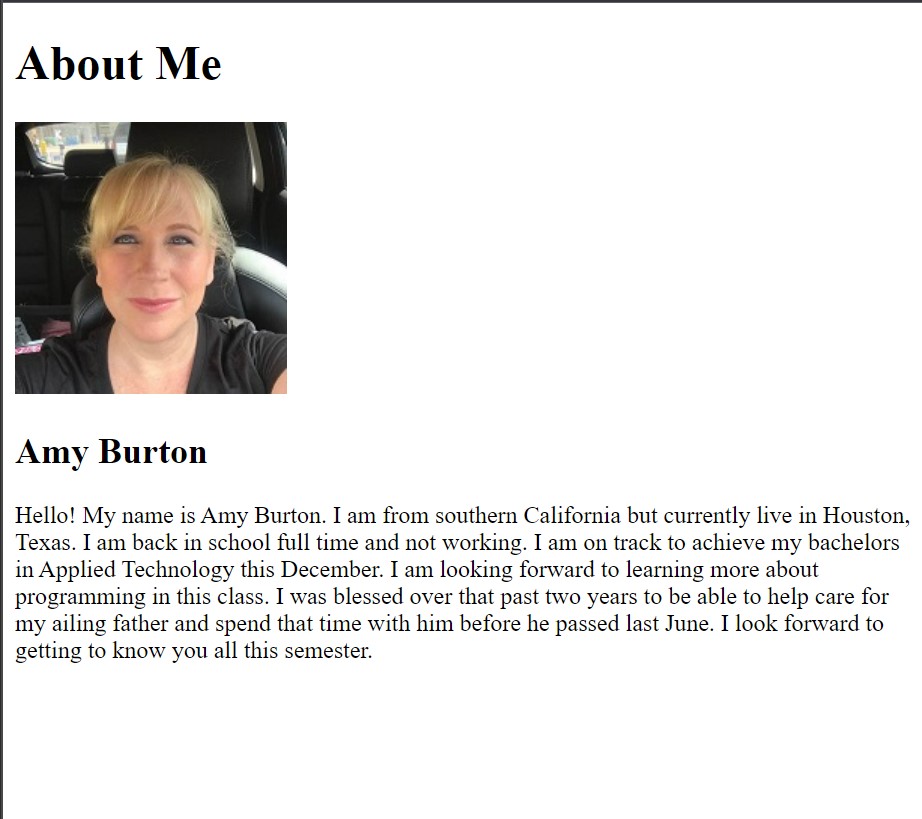 About Me
Amy Burton
Hello! My name is Amy Burton. I am from southern California but currently live in Houston,
Texas. I am back in school full time and not working. I am on track to achieve my bachelors
in Applied Technology this December. I am looking forward to learning more about
programming in this class. I was blessed over that past two years to be able to help care for
my ailing father and spend that time with him before he passed last June. I look forward to
getting to know you all this semester.